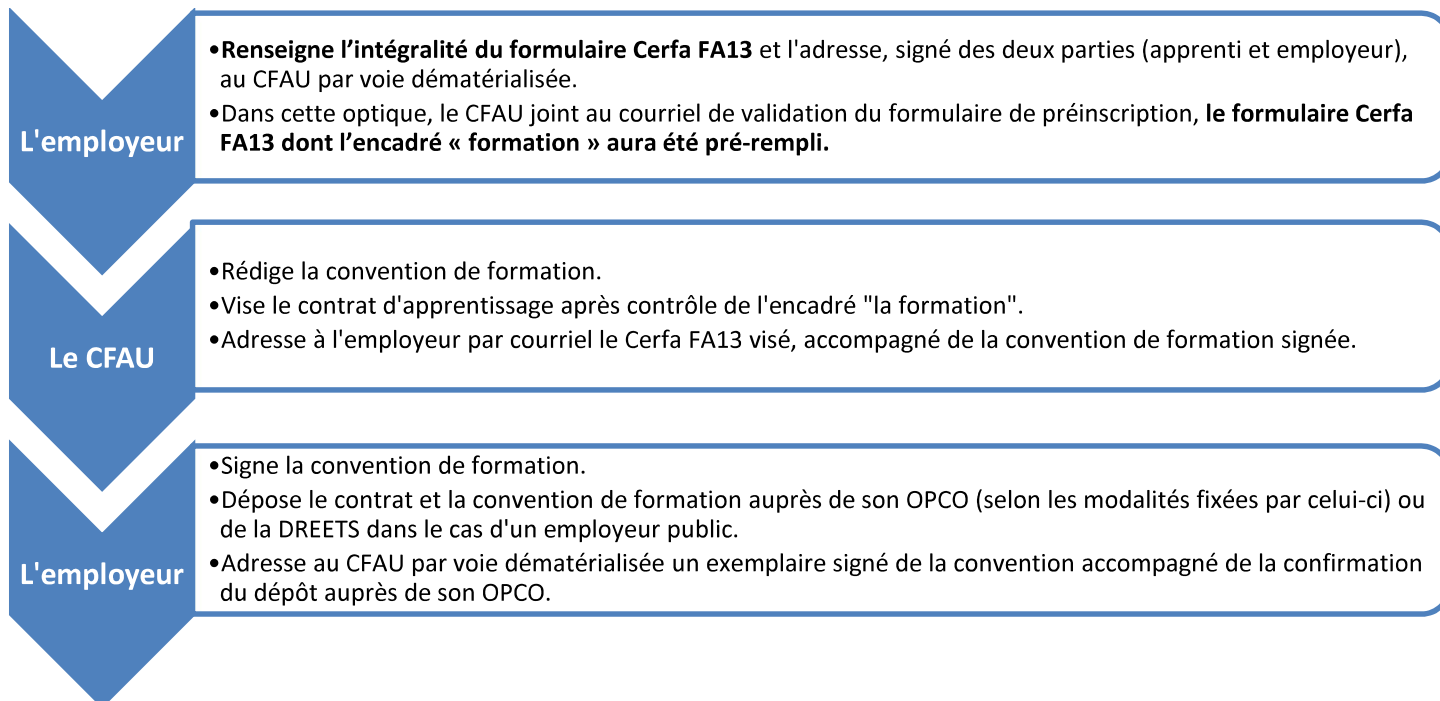 L'employeur
•Renseigne l’intégralité du formulaire Cerfa FA13 et l'adresse, signé des deux parties (apprenti et employeur),
au CFAU par voie dématérialisée.
•Dans cette optique, le CFAU joint au courriel de validation du formulaire de préinscription, le formulaire Cerfa
FA13 dont l’encadré « formation » aura été pré-rempli.
Le CFAU
•Rédige la convention de formation.
•Vise le contrat d'apprentissage après contrôle de l'encadré "la formation".
•Adresse à l'employeur par courriel le Cerfa FA13 visé, accompagné de la convention de formation signée.
L'employeur
•Signe la convention de formation.
•Dépose le contrat et la convention de formation auprès de son OPCO (selon les modalités fixées par celui-ci) ou
de la DREETS dans le cas d'un employeur public.
•Adresse au CFAU par voie dématérialisée un exemplaire signé de la convention accompagné de la confirmation
du dépôt auprès de son OPCO.